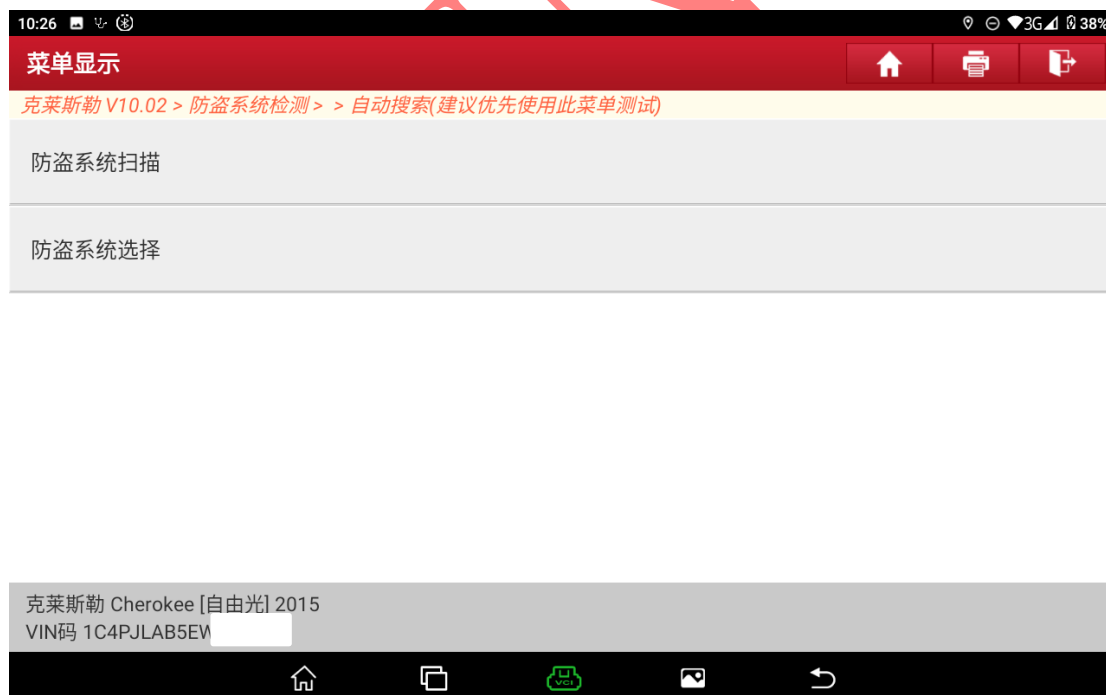 10:26 3G 38%
菜单显示
克莱斯勒 V10.02 > 防盗系统检测 > > 自动搜索(建议优先使用此菜单测试)
防盗系统扫描
防盗系统选择
克莱斯勒 Cherokee [自由光] 2015
VIN码 1C4PJLAB5EW
VCI